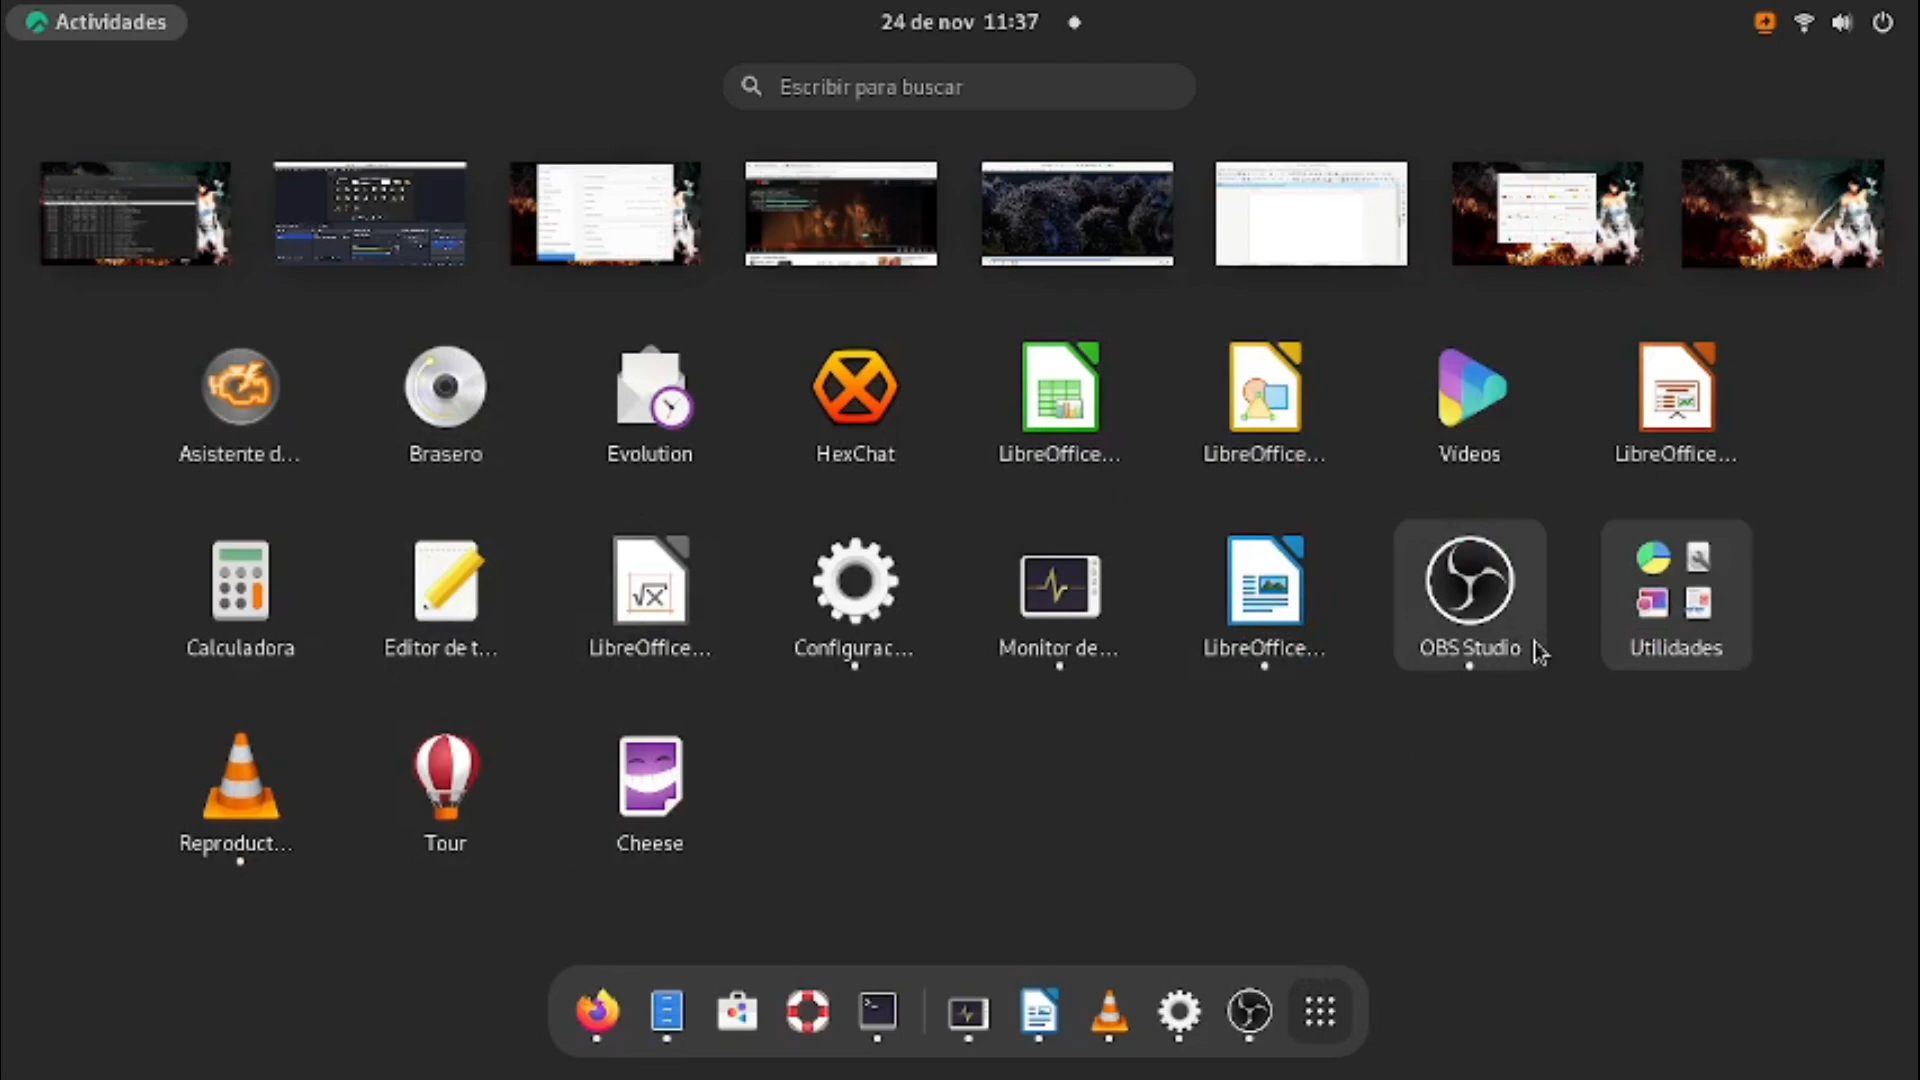 Actividades
24 de nov 11:37
Escribir para buscar
Asistente d...
Brasero
Evolution
HexChat
LibreOffice...
LibreOffice...
Videos
LibreOffice...
Calculadora
Editor de t...
LibreOffice...
Configurac...
Monitor de...
LibreOffice...
OBS Studio
Utilidades
Reproduct...
Tour
Cheese